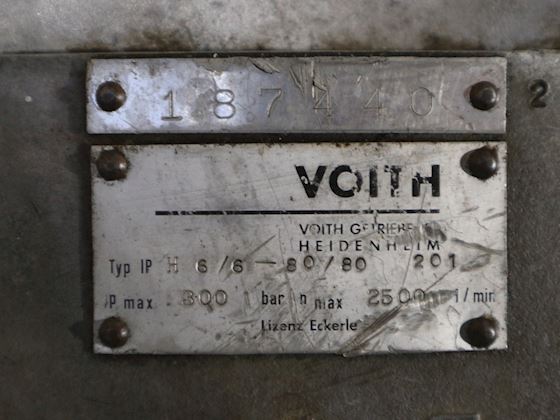 187440
2
VOITH
VOITH GETRIEBE
HEIDENHEIM
Typ IP H 6/6-80/80 201
p max 300 bar n max 2500 1/min
Lizenz Eckerle